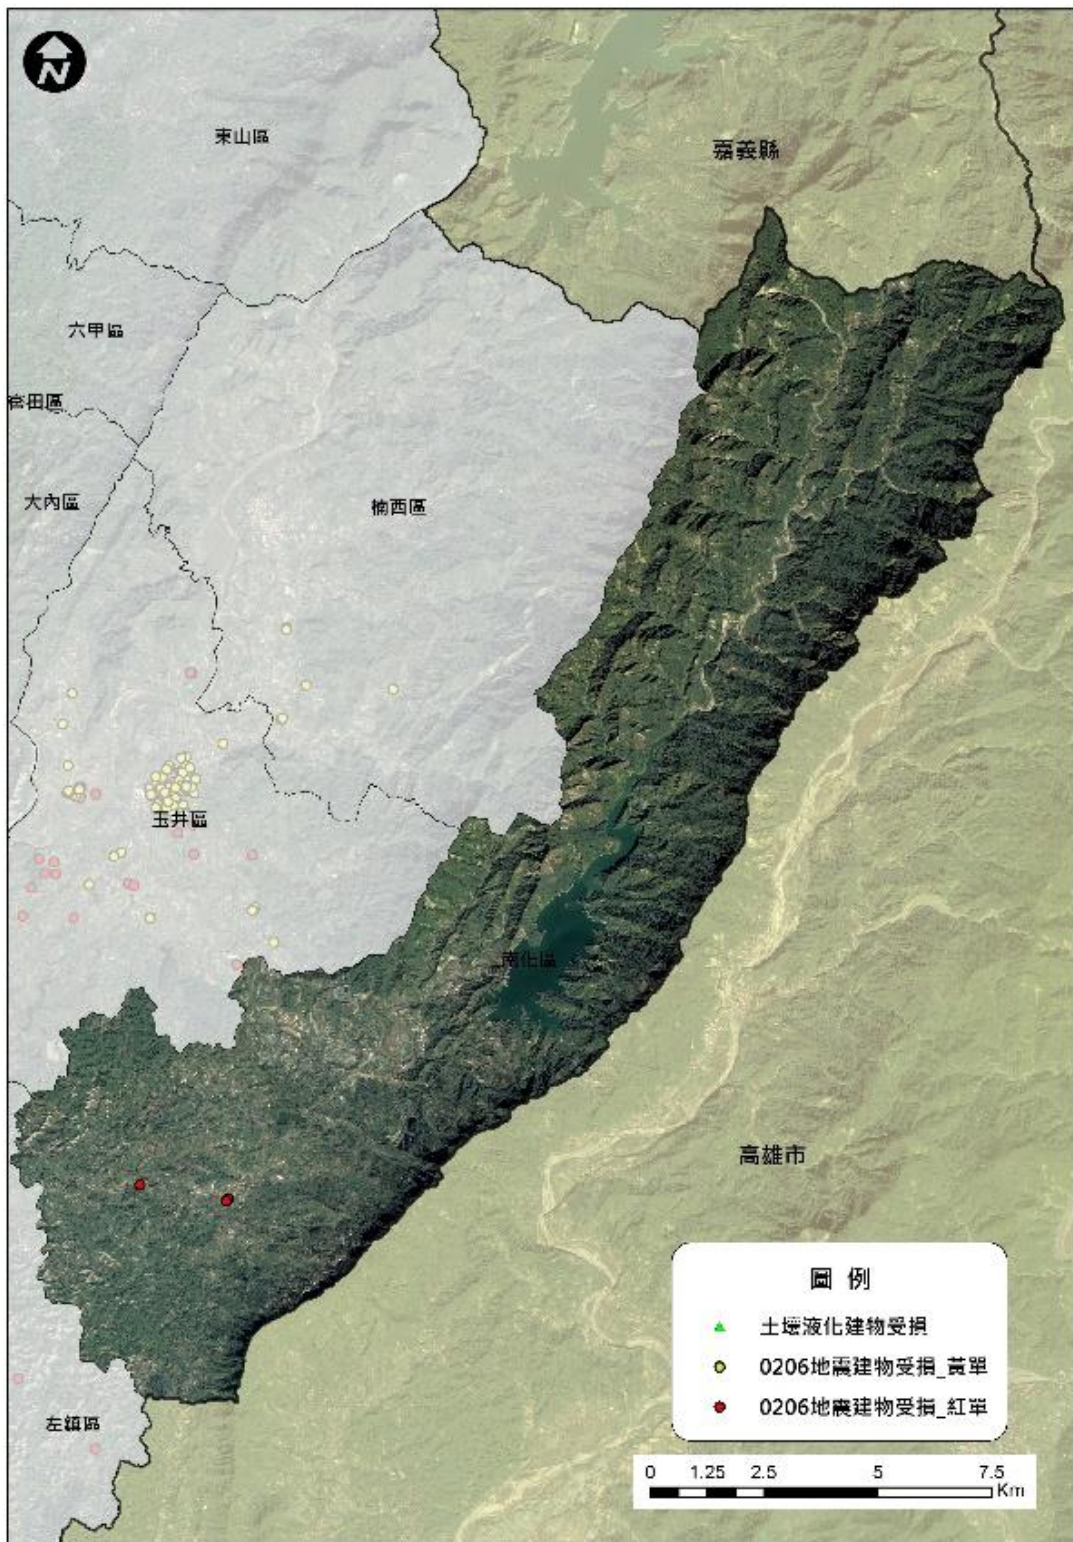 N
東山區
嘉義縣
六甲區
官田區
大內區
楠西區
玉井區
南化區
高雄市
左鎮區
圖 例
土壤液化建物受損
0206地震建物受損_黃單
0206地震建物受損_紅單
0 1.25 2.5 5 7.5
Km